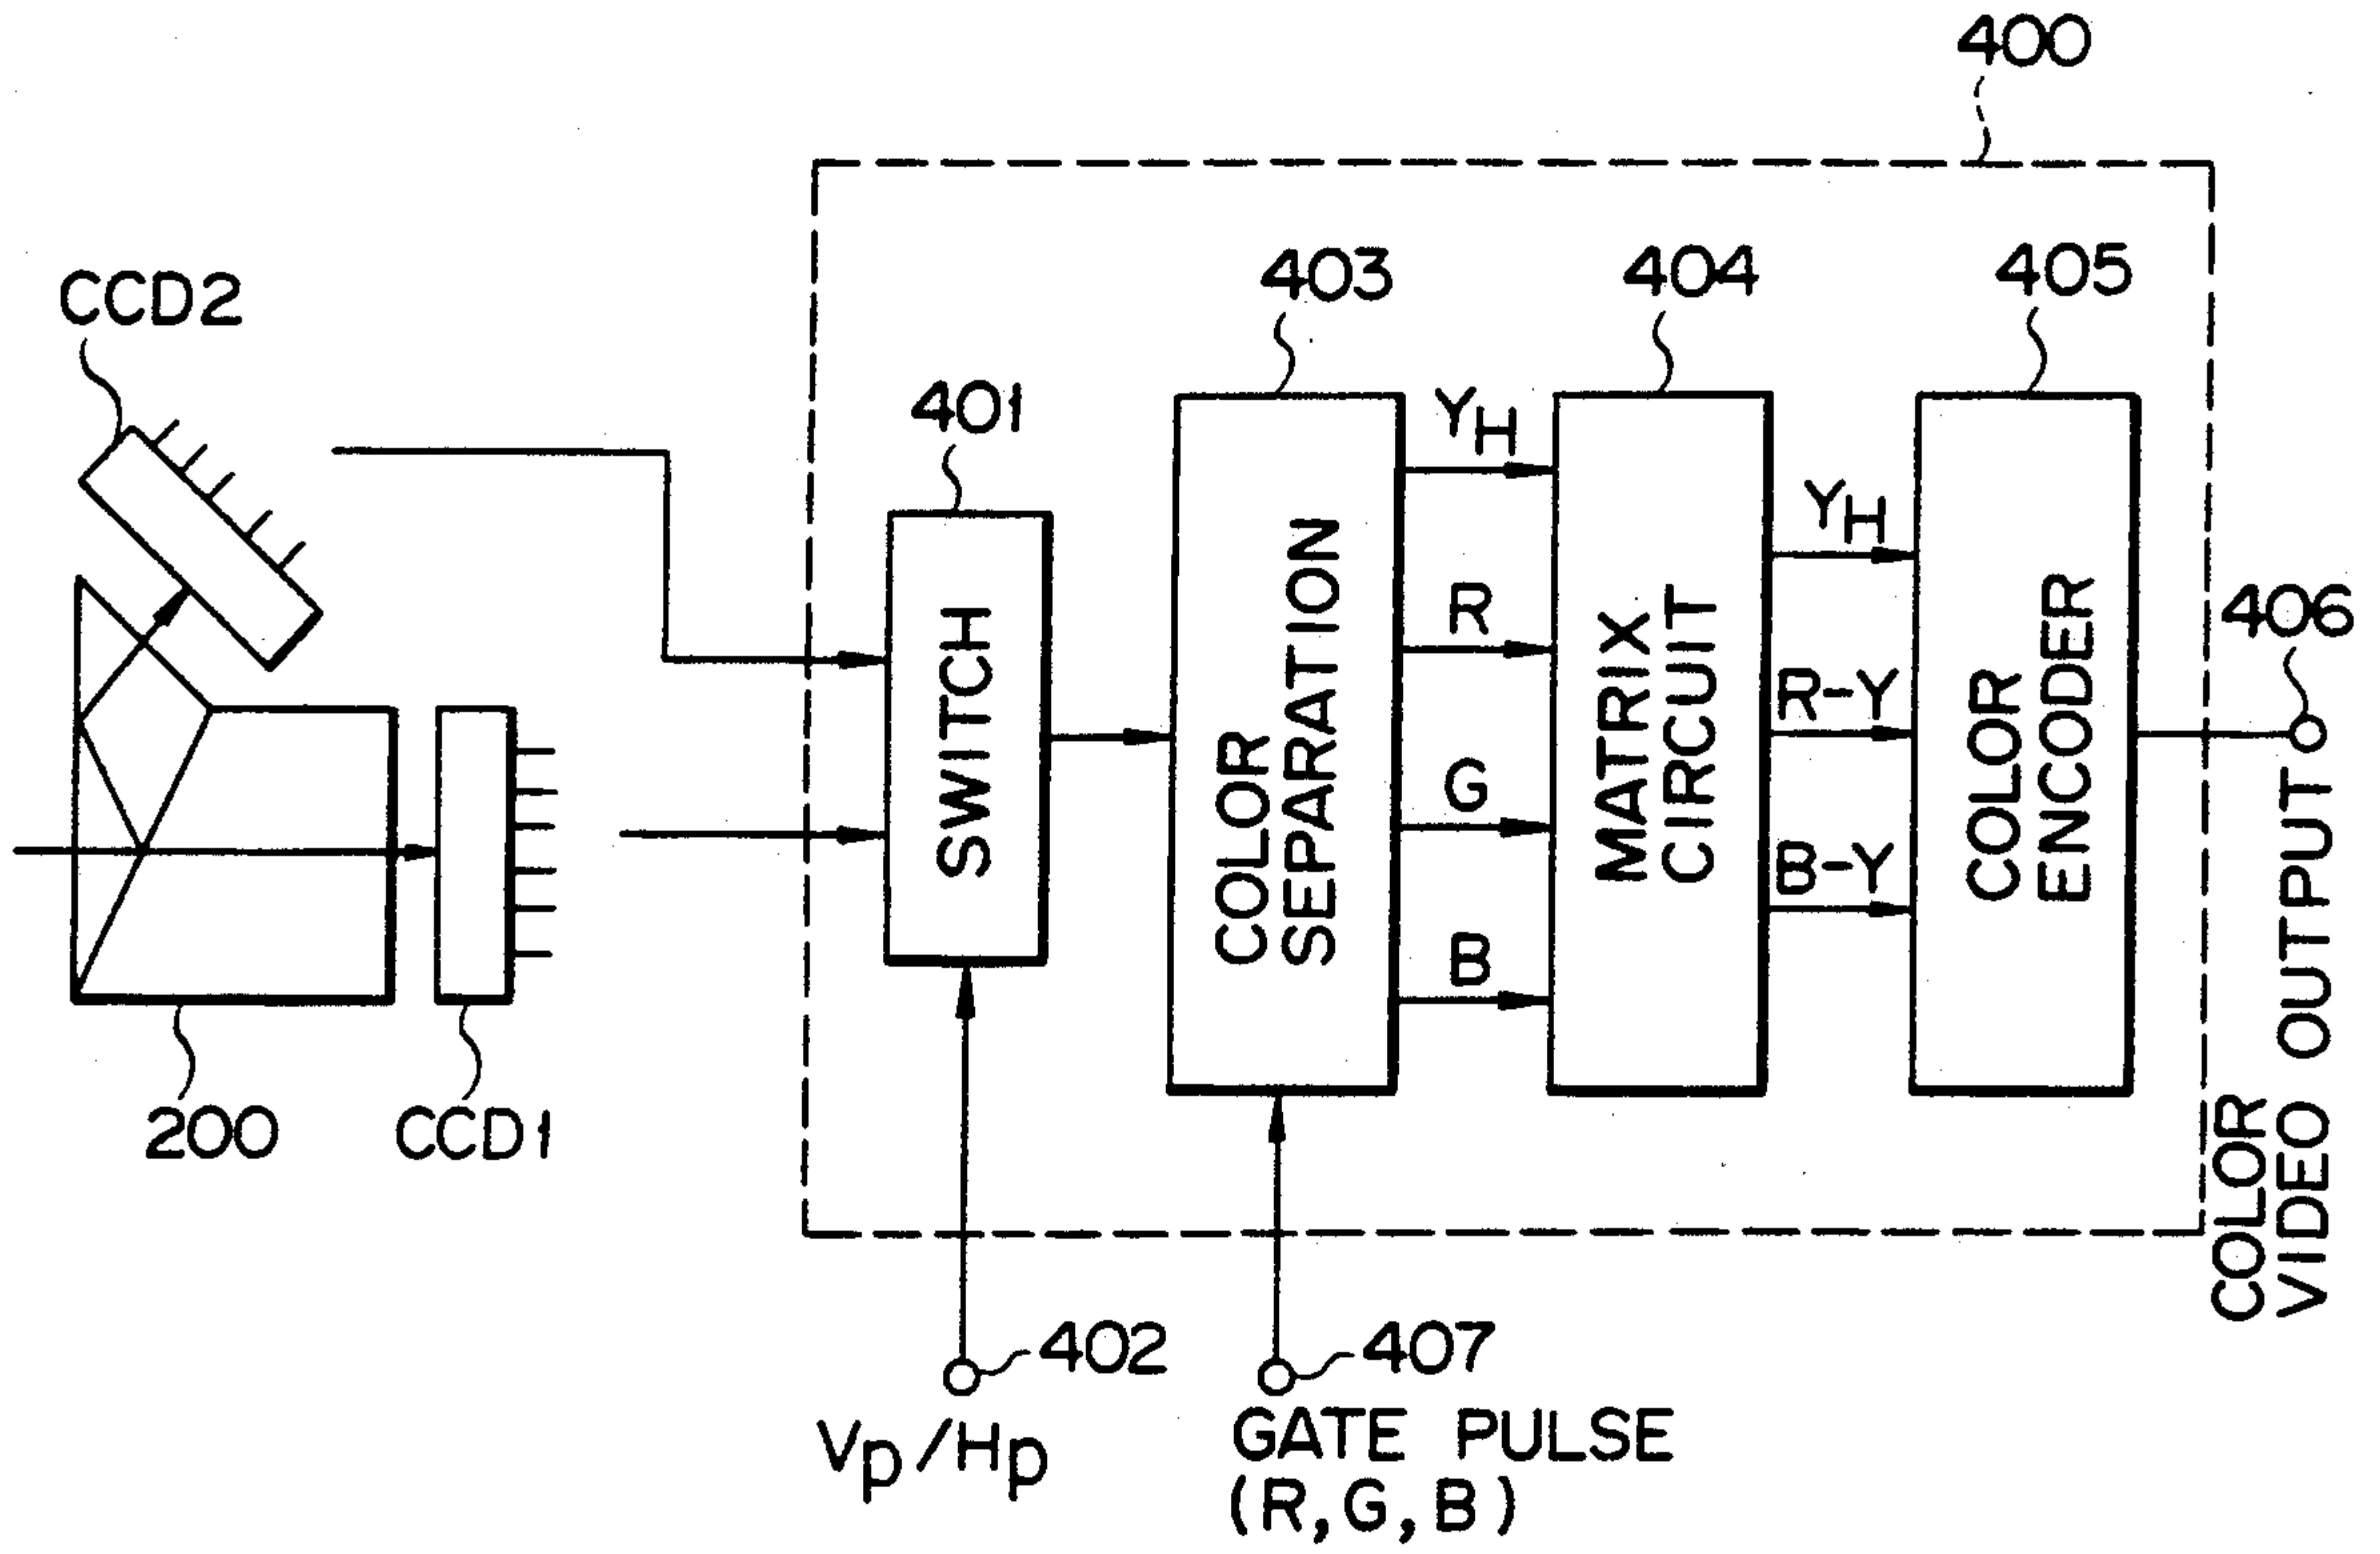 400
CCD2
403
404
405
401
YH
YH
R
406
R-Y
G
B-Y
B
SWITCH
COLOR
SEPARATION
MATRIX
CIRCUIT
COLOR
ENCODER
COLOR
VIDEO OUTPUT
200
CCD1
402
407
Vp/Hp
GATE PULSE
(R,G,B)